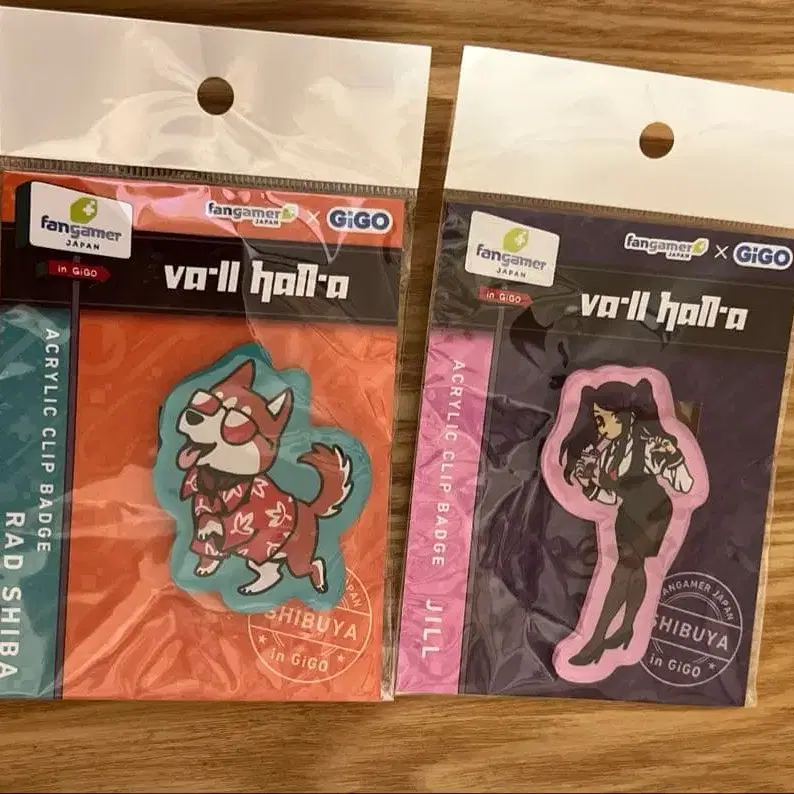 fangamer
JAPAN
in GiGO
fangamer
JAPAN
×
GiGO
va-11 hall-a
ACRYLIC CLIP BADGE
RAD SHIBA
JAPAN
SHIBUYA
in GiGO
fangamer
JAPAN
in GiGO
fangamer
JAPAN
×
GiGO
va-11 hall-a
ACRYLIC CLIP BADGE
JILL
FANGAMER JAPAN
SHIBUYA
in GiGO